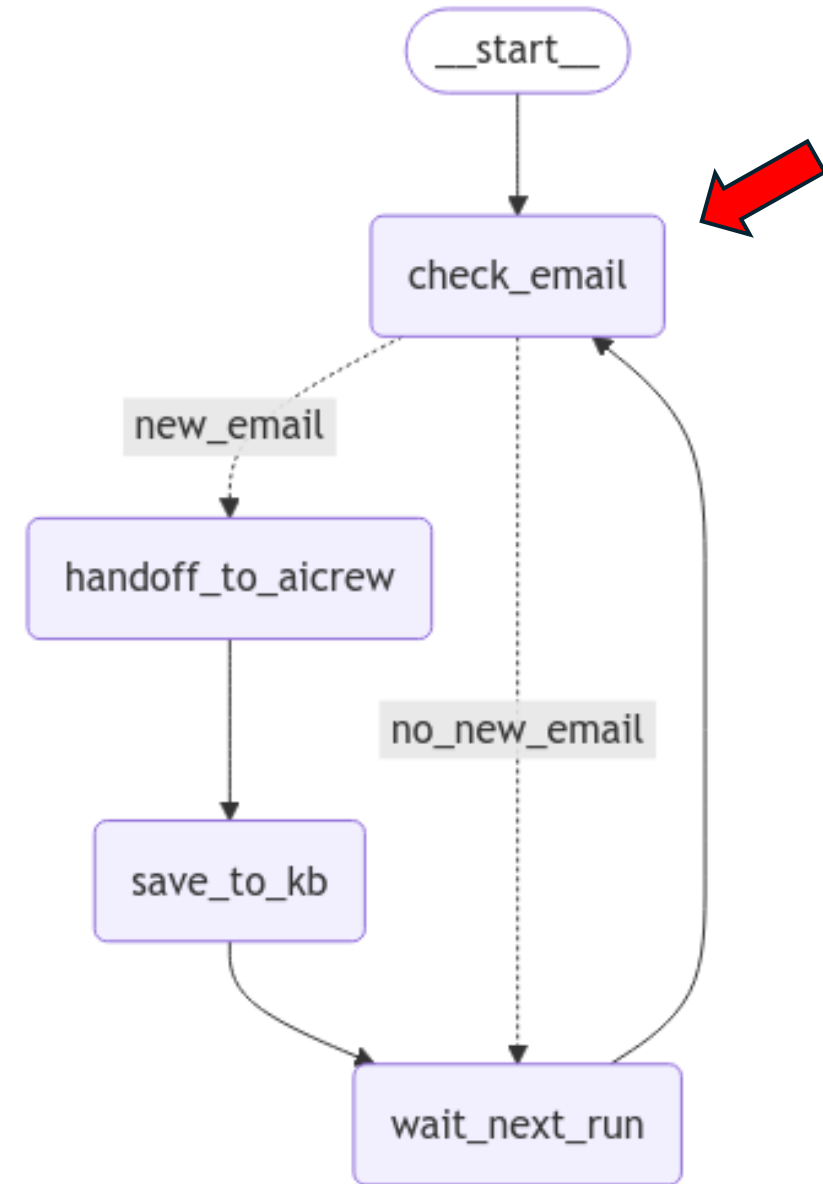 __start__
check_email
new_email
handoff_to_aicrew
no_new_email
save_to_kb
wait_next_run